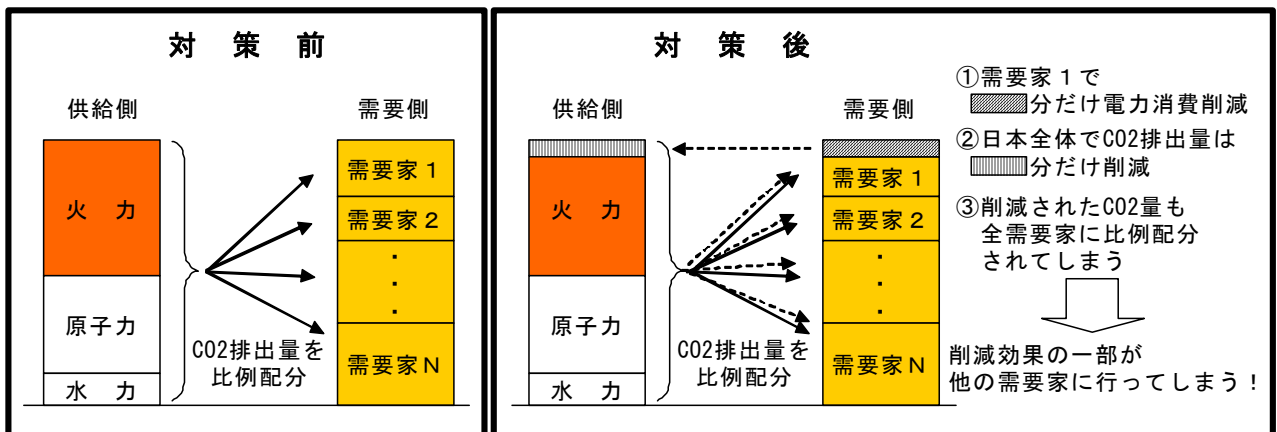 対 策 前
供給側
需要側
火 力
原子力
水 力
CO2排出量を
比例配分
需要家1
需要家2
・
・
・
需要家N
対 策 後
供給側
需要側
火 力
原子力
水 力
CO2排出量を
比例配分
需要家1
需要家2
・
・
・
需要家N
①需要家1で
分だけ電力消費削減
②日本全体でCO2排出量は
分だけ削減
③削減されたCO2量も
全需要家に比例配分
されてしまう
削減効果の一部が
他の需要家に行ってしまう!